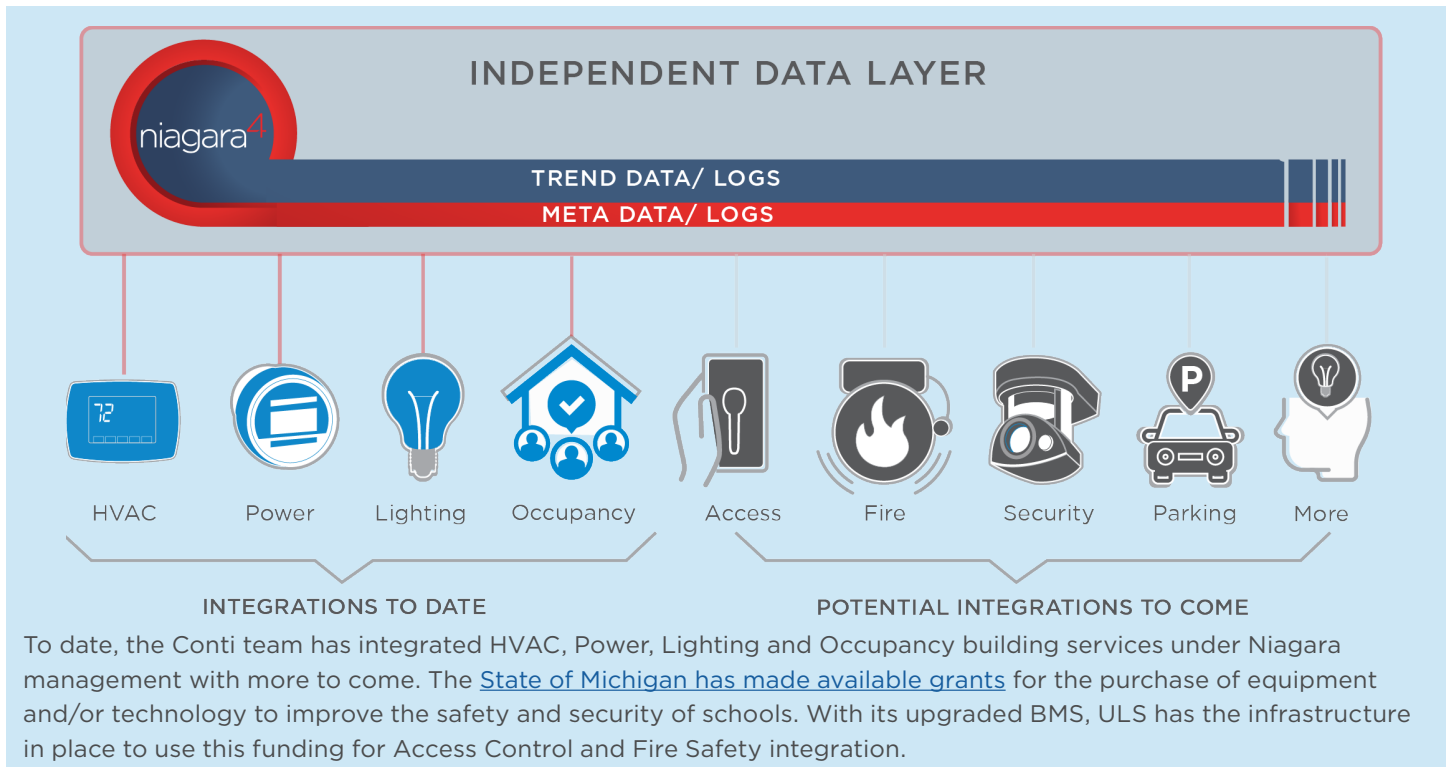 INDEPENDENT DATA LAYER
niagara4
TREND DATA/ LOGS
META DATA/ LOGS
72
P
HVAC Power Lighting Occupancy Access Fire Security Parking More
INTEGRATIONS TO DATE POTENTIAL INTEGRATIONS TO COME
To date, the Conti team has integrated HVAC, Power, Lighting and Occupancy building services under Niagara
management with more to come. The State of Michigan has made available grants for the purchase of equipment
and/or technology to improve the safety and security of schools. With its upgraded BMS, ULS has the infrastructure
in place to use this funding for Access Control and Fire Safety integration.